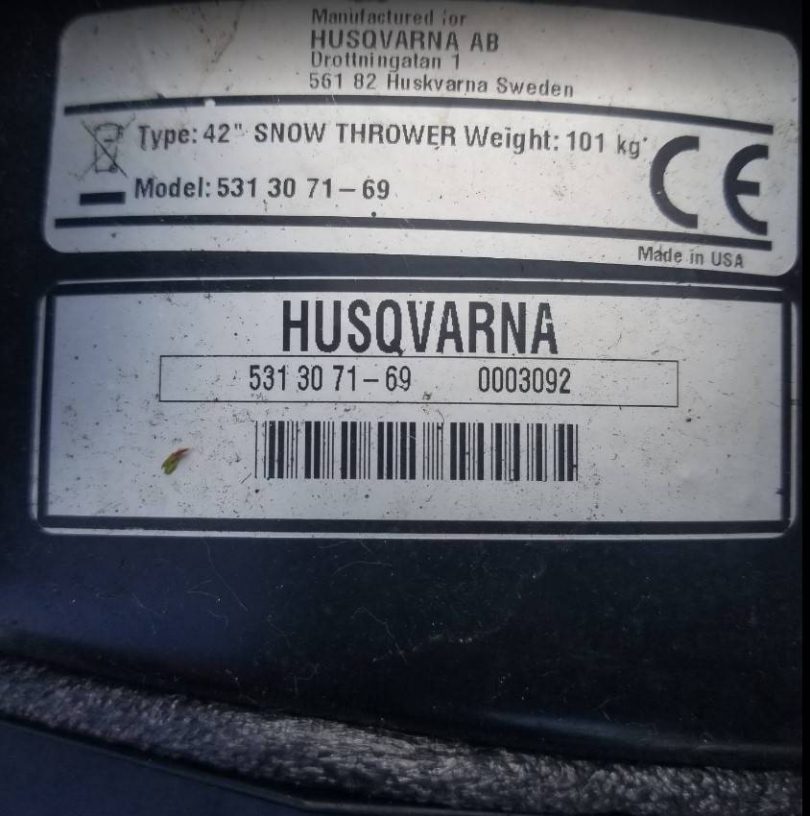 Manufactured for
HUSQVARNA AB
Drottningatan 1
561 82 Huskvarna Sweden
Type: 42" SNOW THROWER Weight: 101 kg
Model: 531 30 71-69
CE
Made in USA
HUSQVARNA
531 30 71-69 0003092